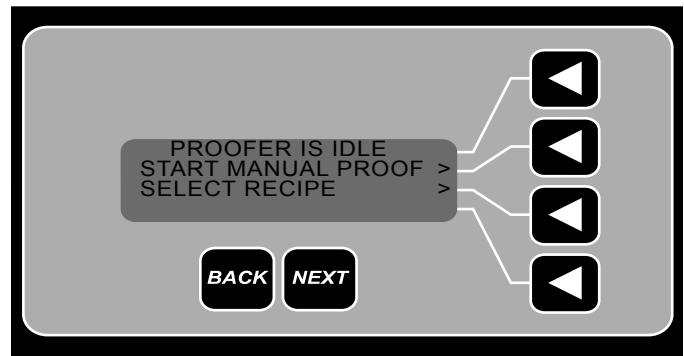 PROOFER IS IDLE
START MANUAL PROOF >
SELECT RECIPE >
BACK NEXT